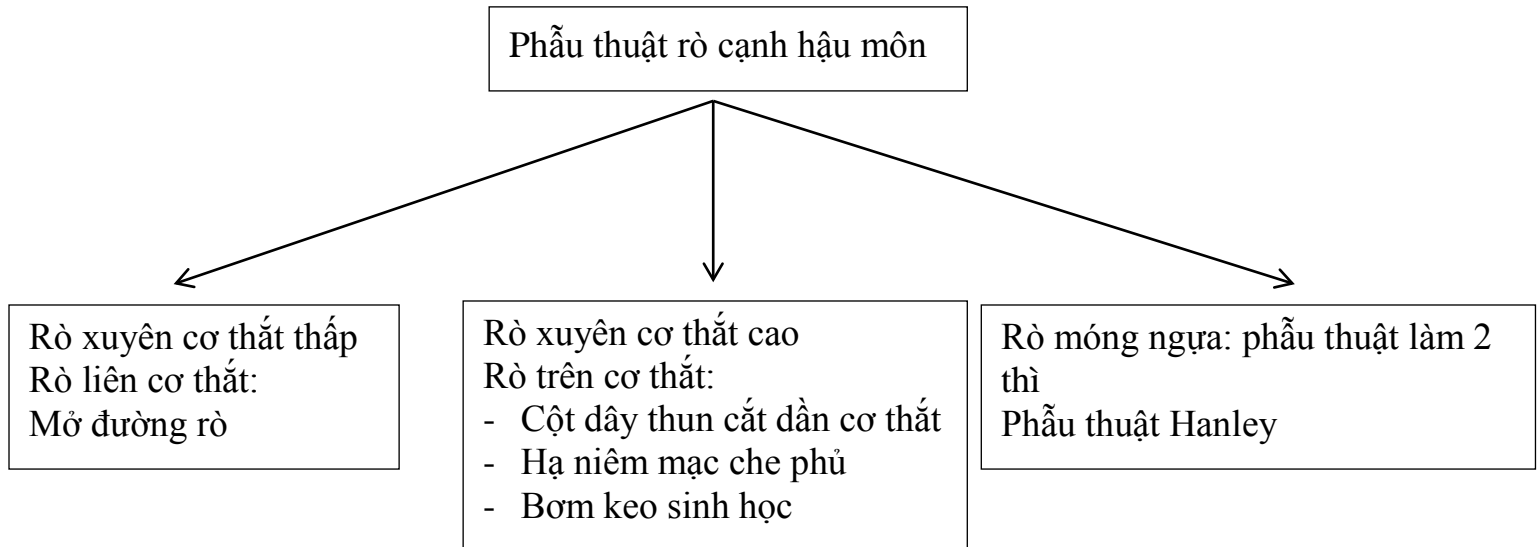 Phẫu thuật rò cạnh hậu môn
Rò xuyên cơ thắt thấp
Rò liên cơ thắt:
Mở đường rò
Rò xuyên cơ thắt cao
Rò trên cơ thắt:
- Cột dây thun cắt dần cơ thắt
- Hạ niêm mạc che phủ
- Bơm keo sinh học
Rò móng ngựa: phẫu thuật làm 2
thì
Phẫu thuật Hanley